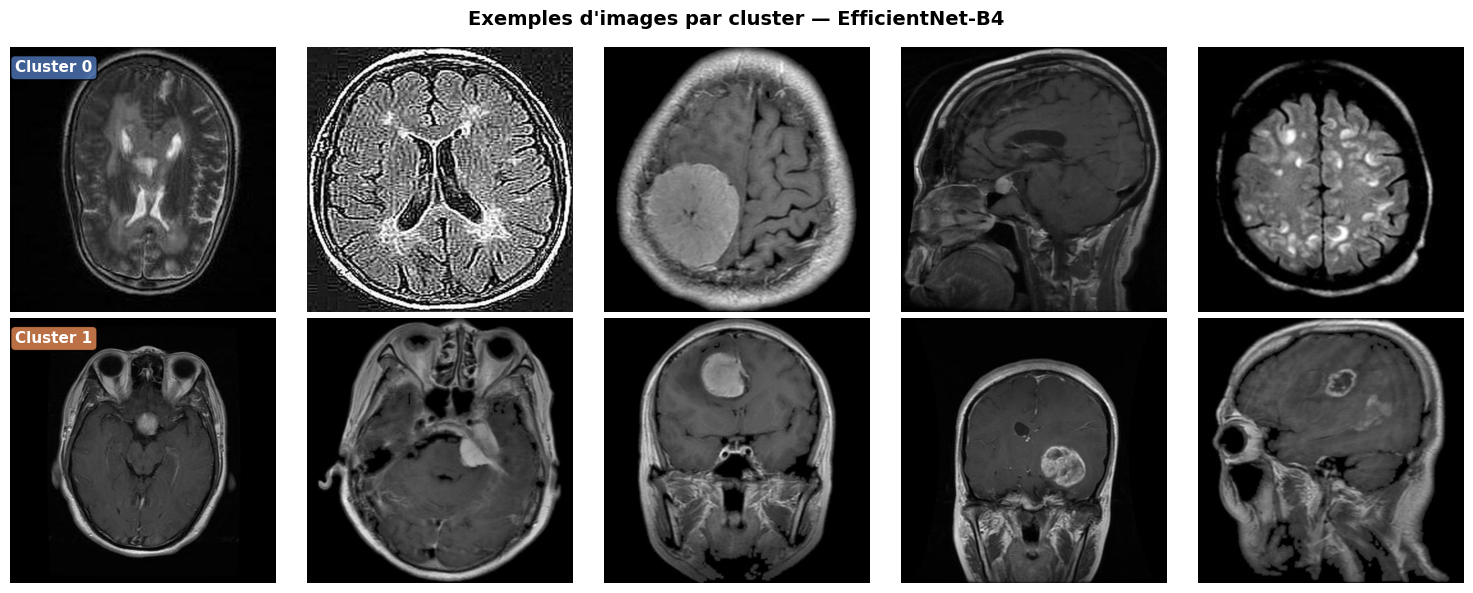 Exemples d'images par cluster — EfficientNet-B4
Cluster 0
Cluster 1